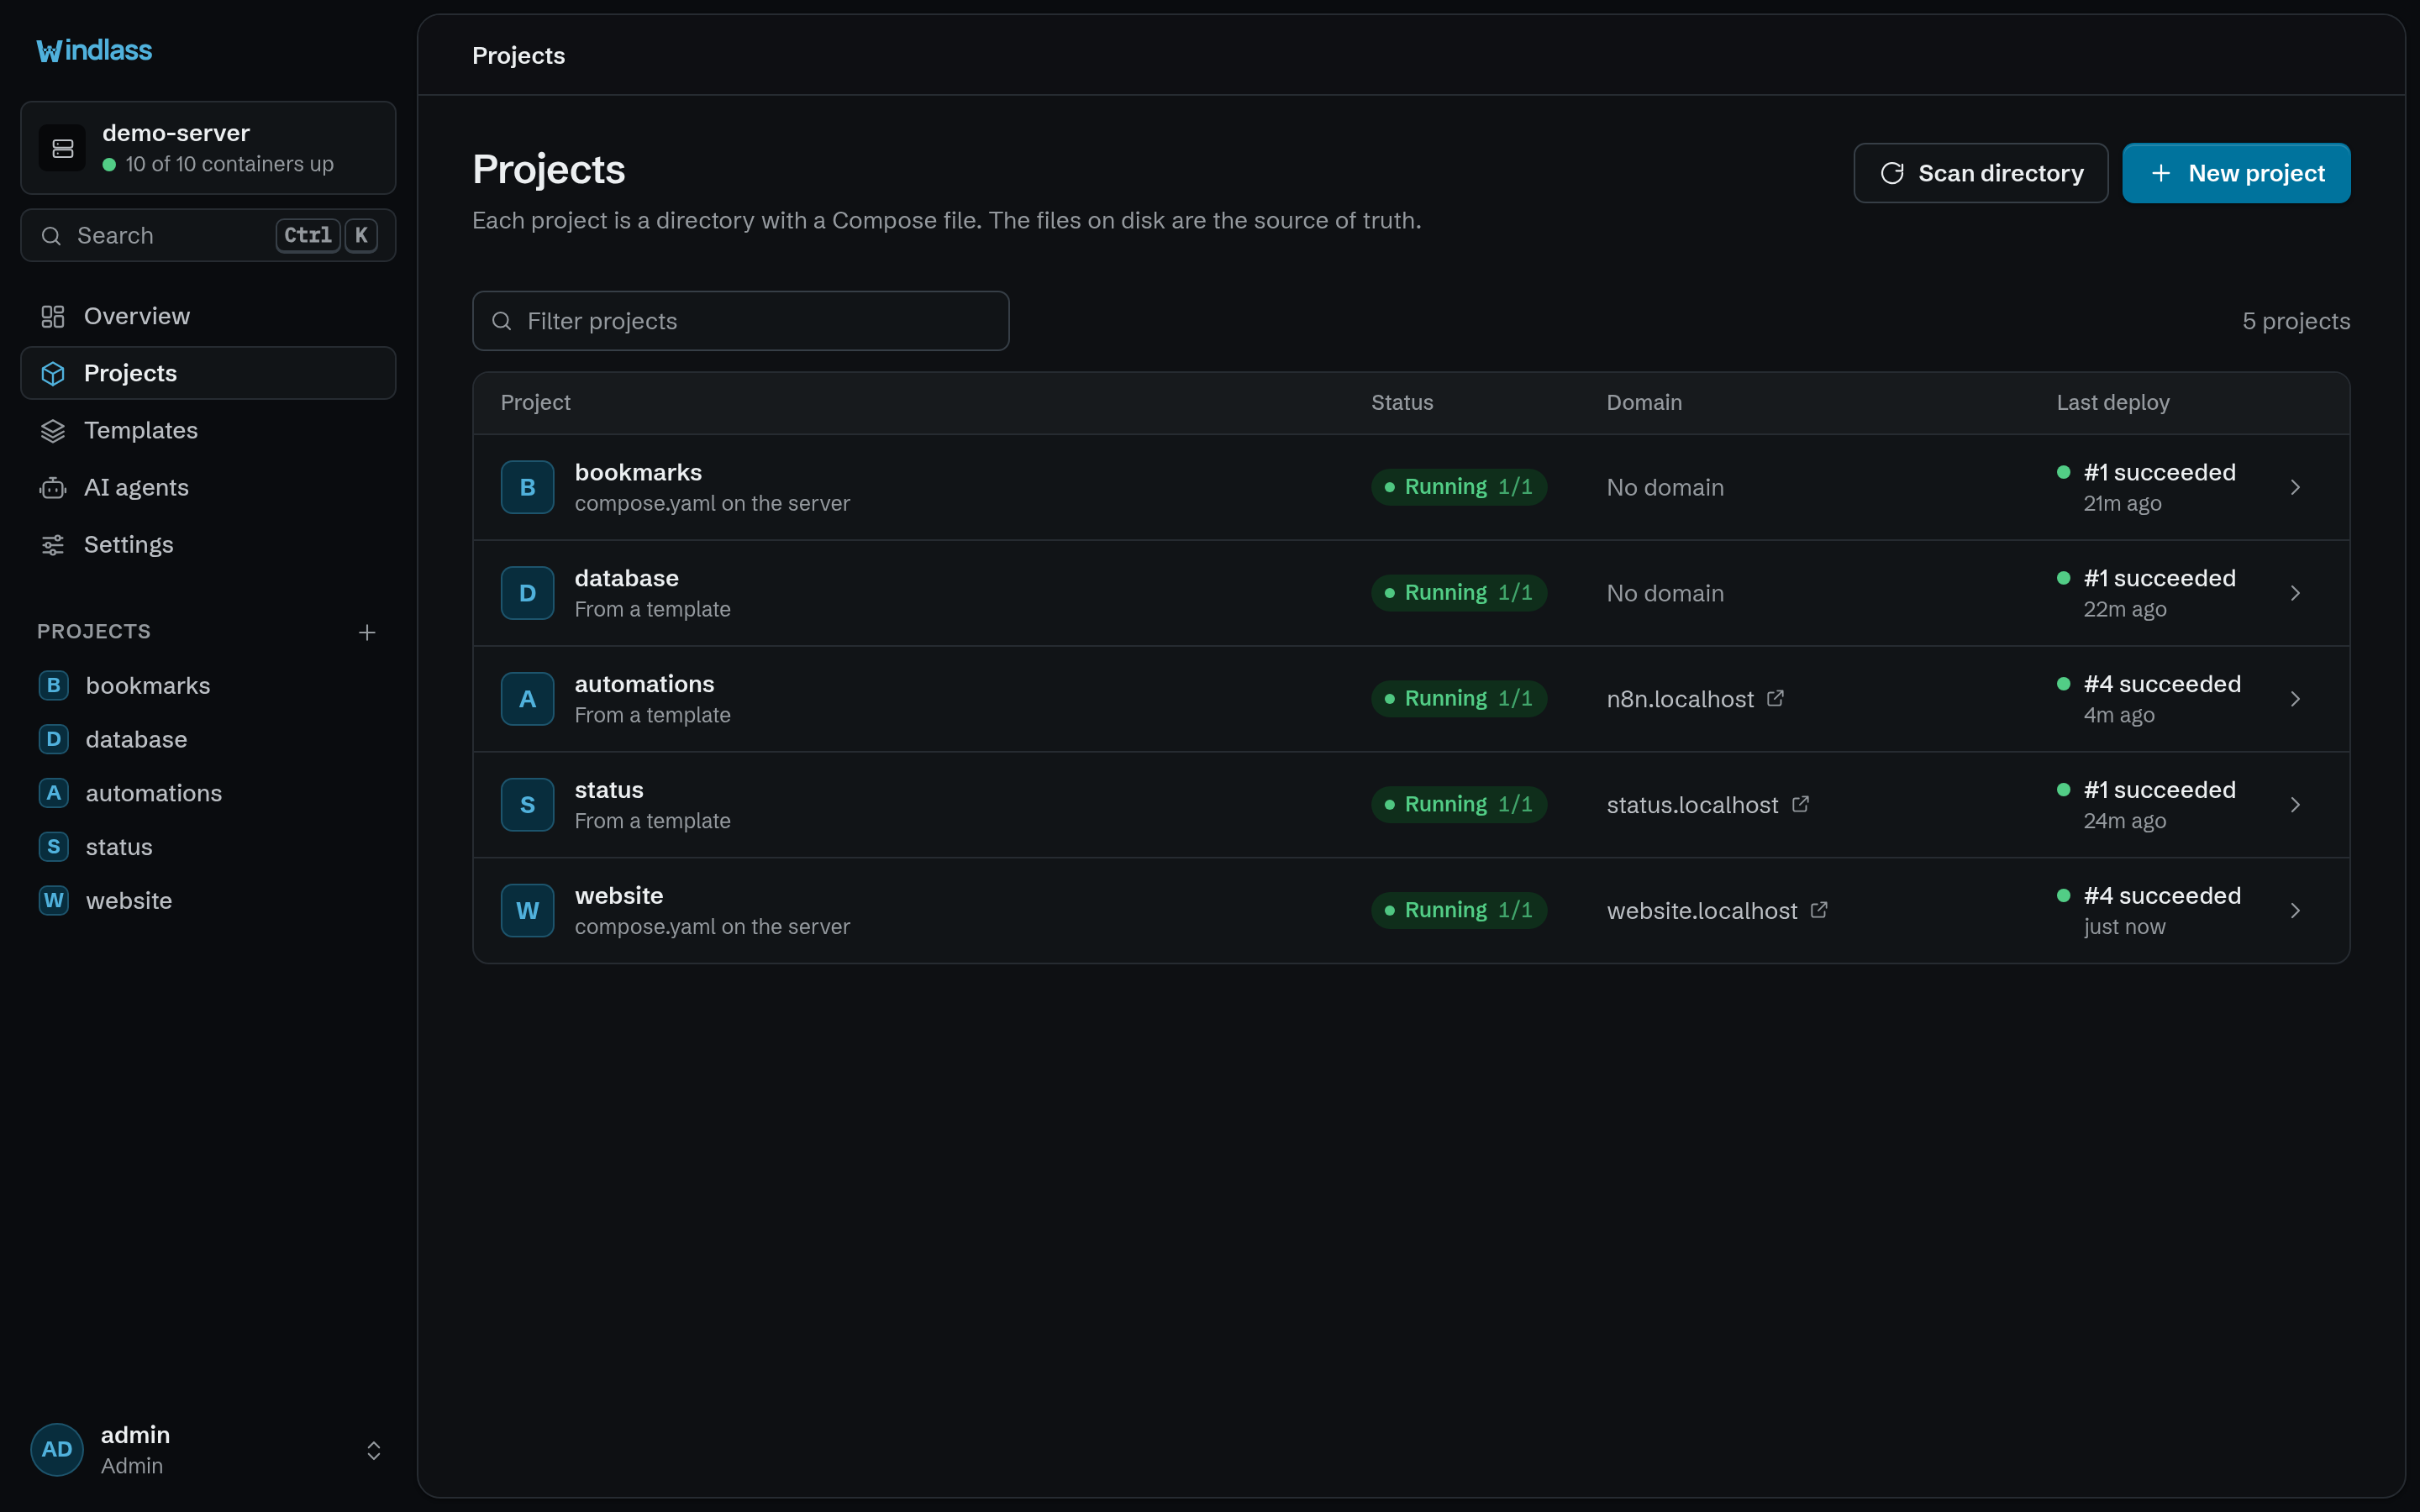 Windlass
demo-server
10 of 10 containers up
Search Ctrl K
Overview
Projects
Templates
AI agents
Settings
PROJECTS
B bookmarks
D database
A automations
S status
W website
AD admin
Admin
Projects
Projects
Each project is a directory with a Compose file. The files on disk are the source of truth.
Scan directory
New project
Filter projects
5 projects
Project Status Domain Last deploy
B bookmarks Running 1/1 No domain #1 succeeded
compose.yaml on the server 21m ago
D database Running 1/1 No domain #1 succeeded
From a template 22m ago
A automations Running 1/1 n8n.localhost #4 succeeded
From a template 4m ago
S status Running 1/1 status.localhost #1 succeeded
From a template 24m ago
W website Running 1/1 website.localhost #4 succeeded
compose.yaml on the server just now